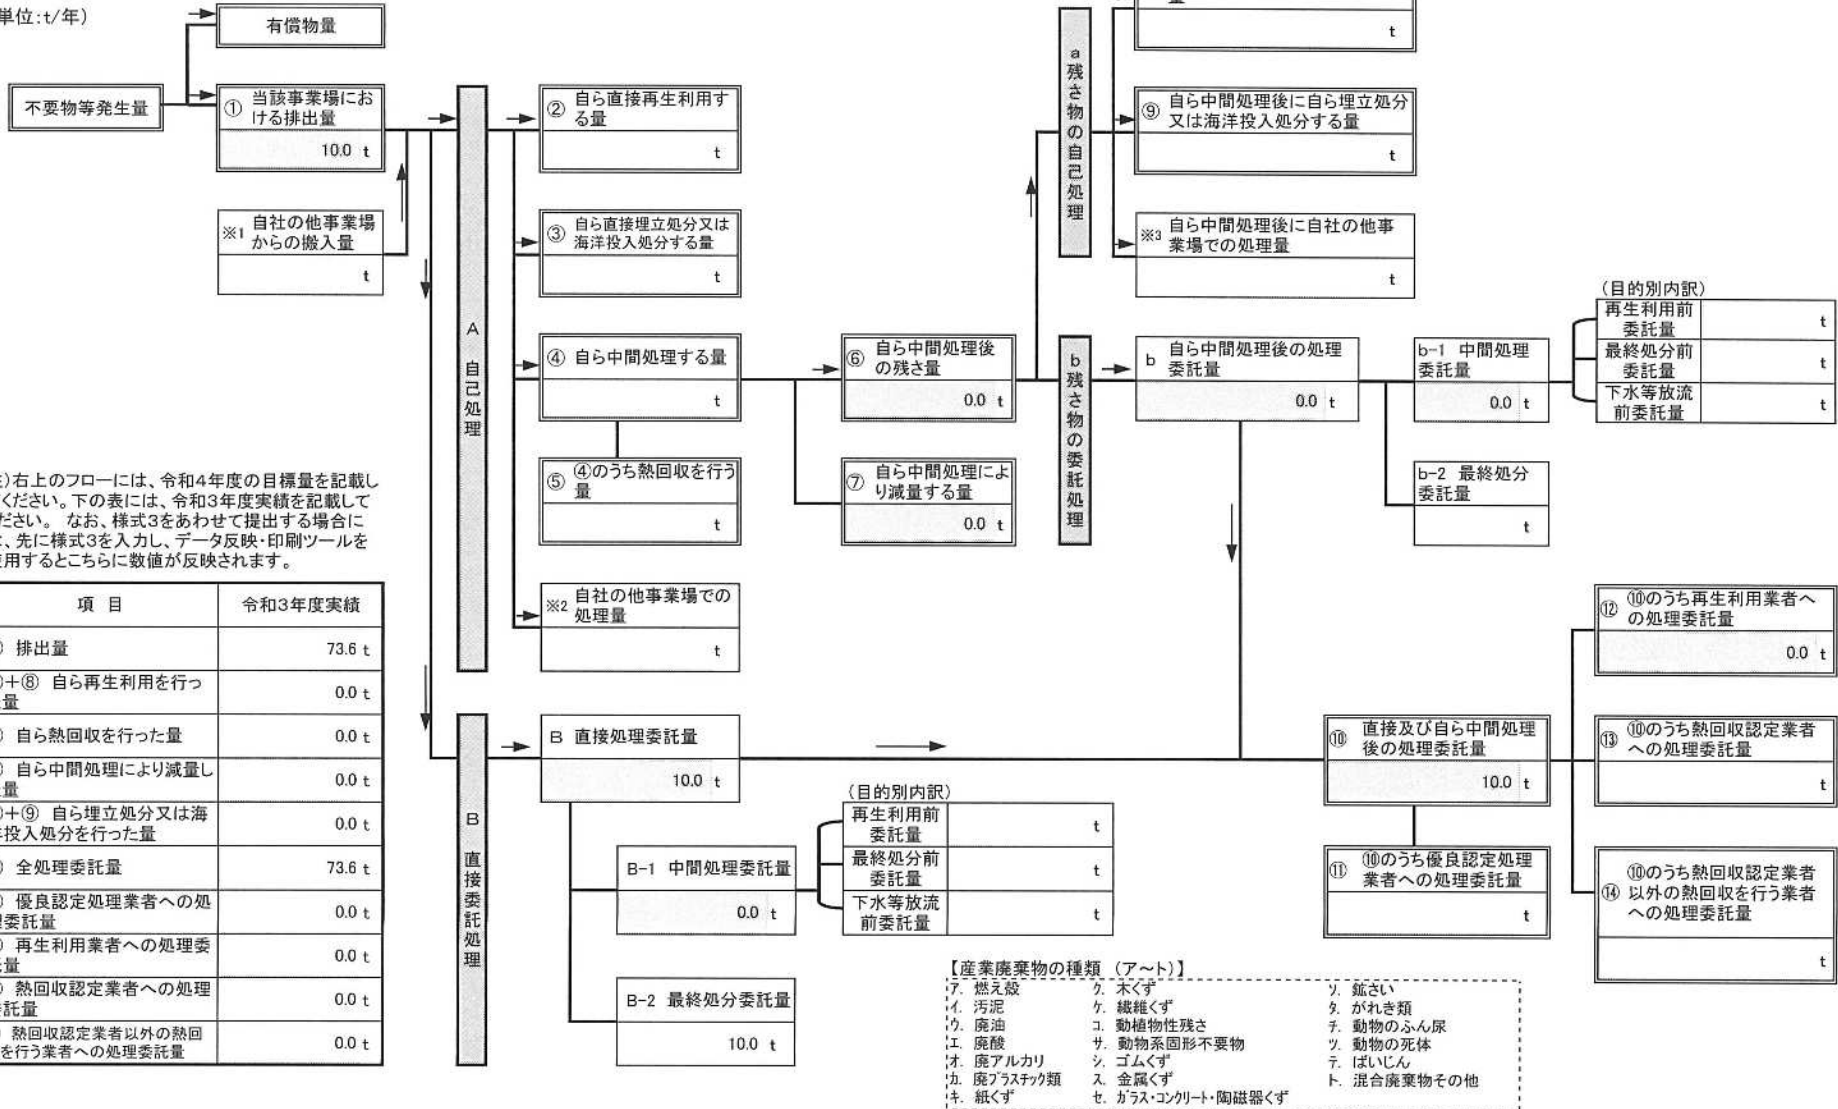 単位:t/年)
有償物量
不要物等発生量
① 当該事業場にお
ける排出量
10.0 t
※1 自社の他事業場
からの搬入量
t
A 自己処理
② 自ら直接再生利用す
る量
t
③ 自ら直接埋立処分又は
海洋投入処分する量
t
④ 自ら中間処理する量
t
⑤ ④のうち熱回収を行う
量
t
※2 自社の他事業場での
処理量
t
⑥ 自ら中間処理後
の残さ量
0.0 t
⑦ 自ら中間処理によ
り減量する量
0.0 t
a 残さ物の自己処理
量
t
⑨ 自ら中間処理後に自ら埋立処分
又は海洋投入処分する量
t
※3 自ら中間処理後に自社の他事
業場での処理量
t
b 残さ物の委託処理
b 自ら中間処理後の処理
委託量
0.0 t
b-1 中間処理
委託量
0.0 t
(目的別内訳)
再生利用前
委託量 t
最終処分前
委託量 t
下水等放流
前委託量 t
b-2 最終処分
委託量
t
)右上のフローには、令和4年度の目標量を記載し
ください。下の表には、令和3年度実績を記載して
ださい。 なお、様式3をあわせて提出する場合に
、先に様式3を入力し、データ反映・印刷ツールを
用するとこちらに数値が反映されます。
項 目 令和3年度実績
) 排出量 73.6 t
)+⑧ 自ら再生利用を行っ
量 0.0 t
) 自ら熱回収を行った量 0.0 t
) 自ら中間処理により減量し
量 0.0 t
)+⑨ 自ら埋立処分又は海
投入処分を行った量 0.0 t
) 全処理委託量 73.6 t
) 優良認定処理業者への処
委託量 0.0 t
) 再生利用業者への処理委
量 0.0 t
) 熱回収認定業者への処理
託量 0.0 t
熱回収認定業者以外の熱回
を行う業者への処理委託量 0.0 t
B 直接委託処理
B 直接処理委託量
10.0 t
B-1 中間処理委託量
0.0 t
(目的別内訳)
再生利用前
委託量 t
最終処分前
委託量 t
下水等放流
前委託量 t
B-2 最終処分委託量
10.0 t
⑩ 直接及び自ら中間処理
後の処理委託量
10.0 t
⑪ ⑩のうち優良認定処理
業者への処理委託量
t
⑫ ⑩のうち再生利用業者へ
の処理委託量
0.0 t
⑬ ⑩のうち熱回収認定業者
への処理委託量
t
⑭ ⑩のうち熱回収認定業者
以外の熱回収を行う業者
への処理委託量
t
【産業廃棄物の種類 (ア～ト)】
ア. 燃え殻 ク. 木くず ソ. 鉱さい
イ. 汚泥 ケ. 繊維くず タ. がれき類
ウ. 廃油 コ. 動植物性残さ チ. 動物のふん尿
エ. 廃酸 サ. 動物系固形不要物 ツ. 動物の死体
オ. 廃アルカリ シ. ゴムくず テ. ばいじん
カ. 廃プラスチック類 ス. 金属くず ト. 混合廃棄物その他
キ. 紙くず セ. ガラス・コンクリート・陶磁器くず